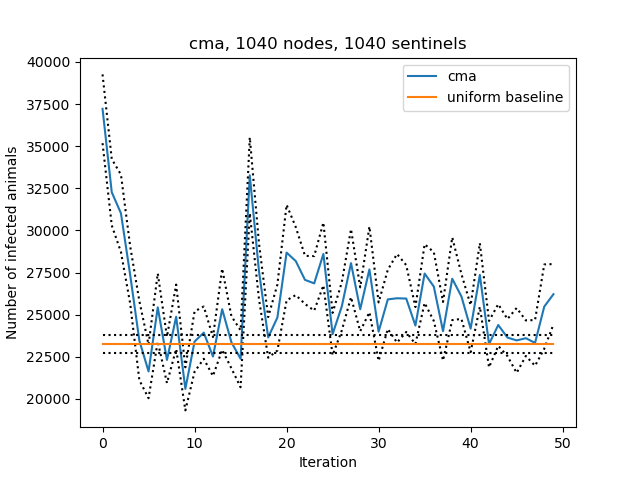 cma, 1040 nodes, 1040 sentinels
40000
37500
35000
32500
30000
27500
25000
22500
20000
Number of infected animals
cma
uniform baseline
0 10 20 30 40 50
Iteration